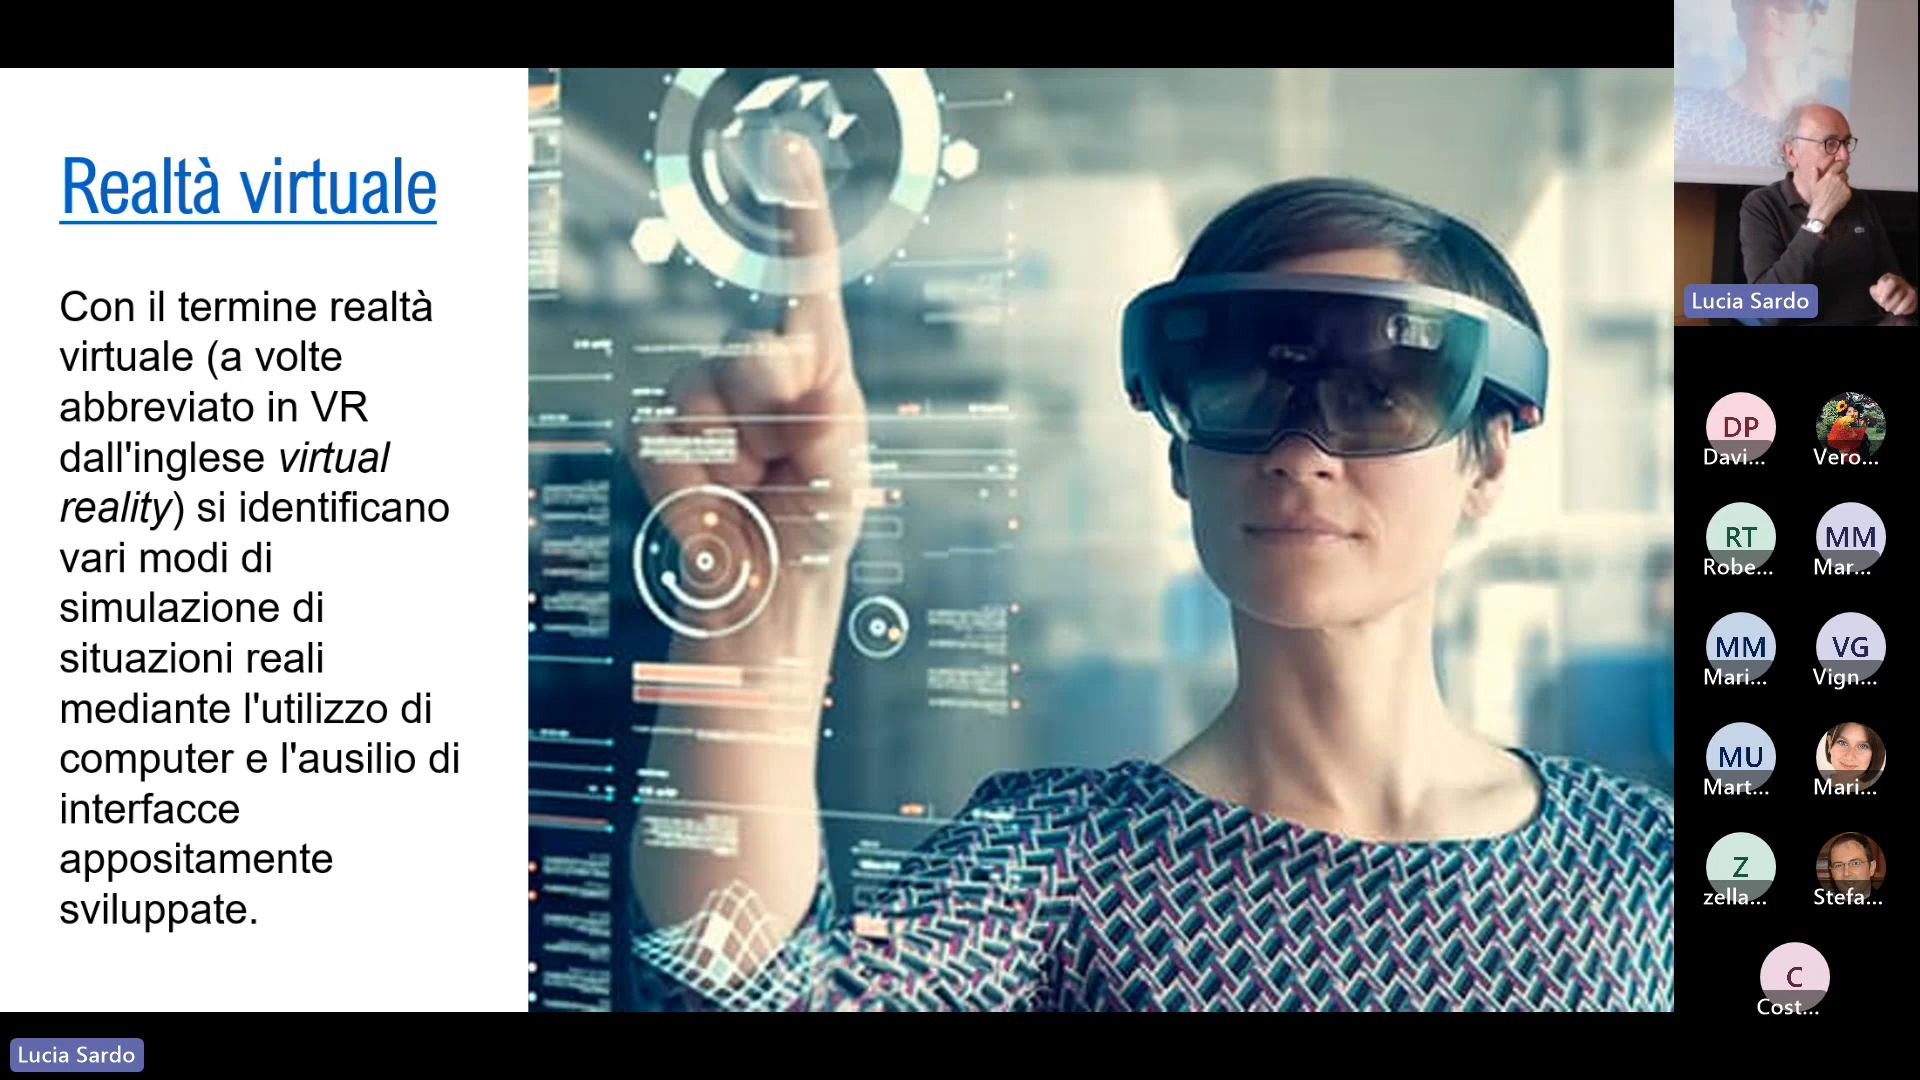 Realtà virtuale
Con il termine realtà
virtuale (a volte
abbreviato in VR
dall'inglese virtual
reality) si identificano
vari modi di
simulazione di
situazioni reali
mediante l'utilizzo di
computer e l'ausilio di
interfacce
appositamente
sviluppate.
Lucia Sardo
DP
Davi...
Vero...
RT
Robe...
MM
Mar...
MM
Mari...
VG
Vign...
MU
Mart...
Mari...
Z
zella...
Stefa...
C
Cost...
Lucia Sardo